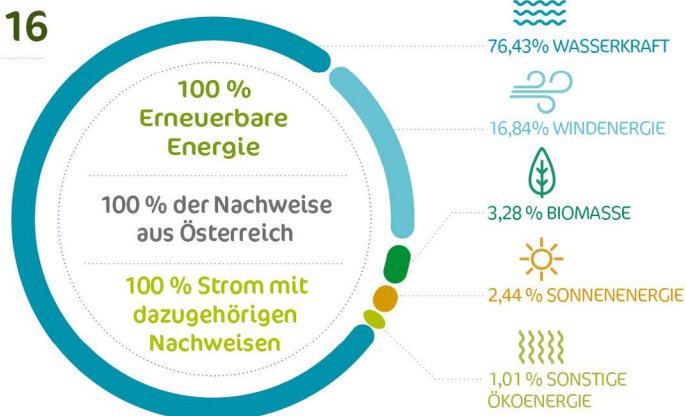 16
100 %
Erneuerbare
Energie
100 % der Nachweise
aus Österreich
100 % Strom mit
dazugehörigen
Nachweisen
76,43% WASSERKRAFT
16,84% WINDENERGIE
3,28 % BIOMASSE
2,44 % SONNENENERGIE
1,01 % SONSTIGE
ÖKOENERGIE